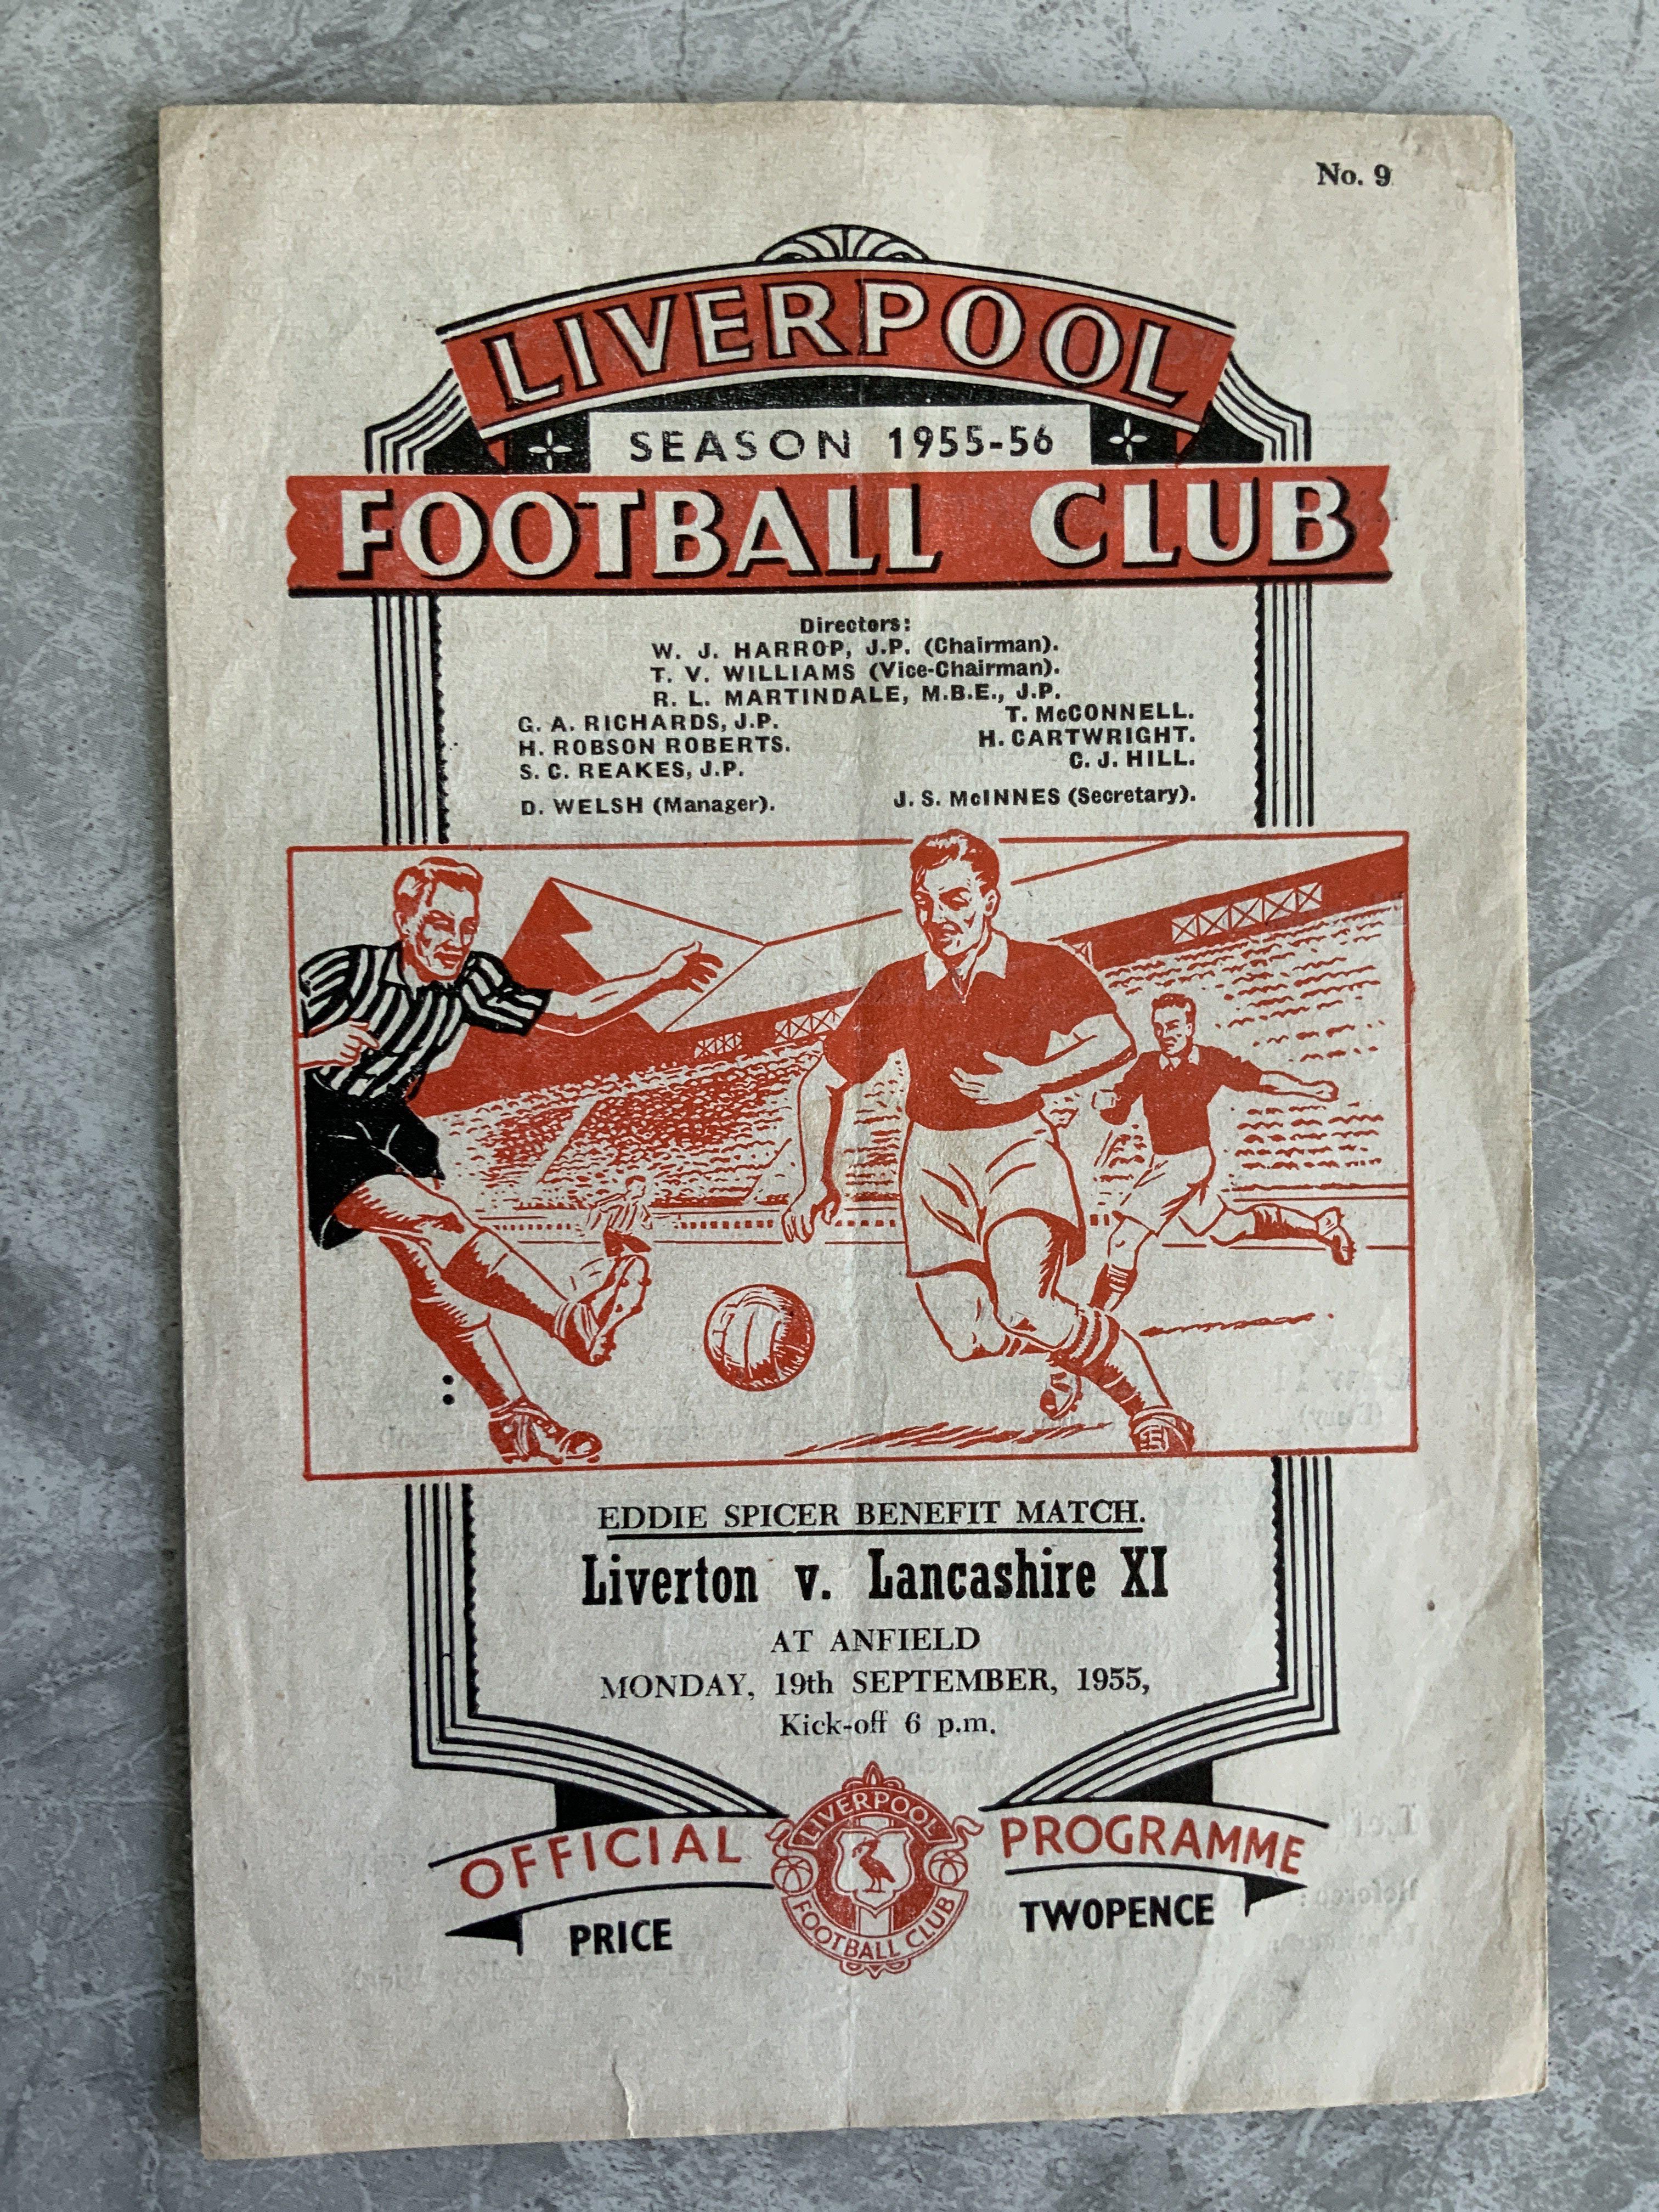 No. 9
LIVERPOOL
SEASON 1955-56
FOOTBALL CLUB
Directors:
W. J. HARROP, J.P. (Chairman).
T. V. WILLIAMS (Vice-Chairman).
R. L. MARTINDALE, M.B.E., J.P.
G. A. RICHARDS, J.P. T. McCONNELL.
H. ROBSON ROBERTS. H. CARTWRIGHT.
S. C. REAKES, J.P. C. J. HILL.
D. WELSH (Manager). J. S. McINNES (Secretary).
EDDIE SPICER BENEFIT MATCH.
Liverton v. Lancashire XI
AT ANFIELD
MONDAY, 19th SEPTEMBER, 1955,
Kick-off 6 p.m.
OFFICIAL PROGRAMME
PRICE TWOPENCE
LIVERPOOL
FOOTBALL CLUB